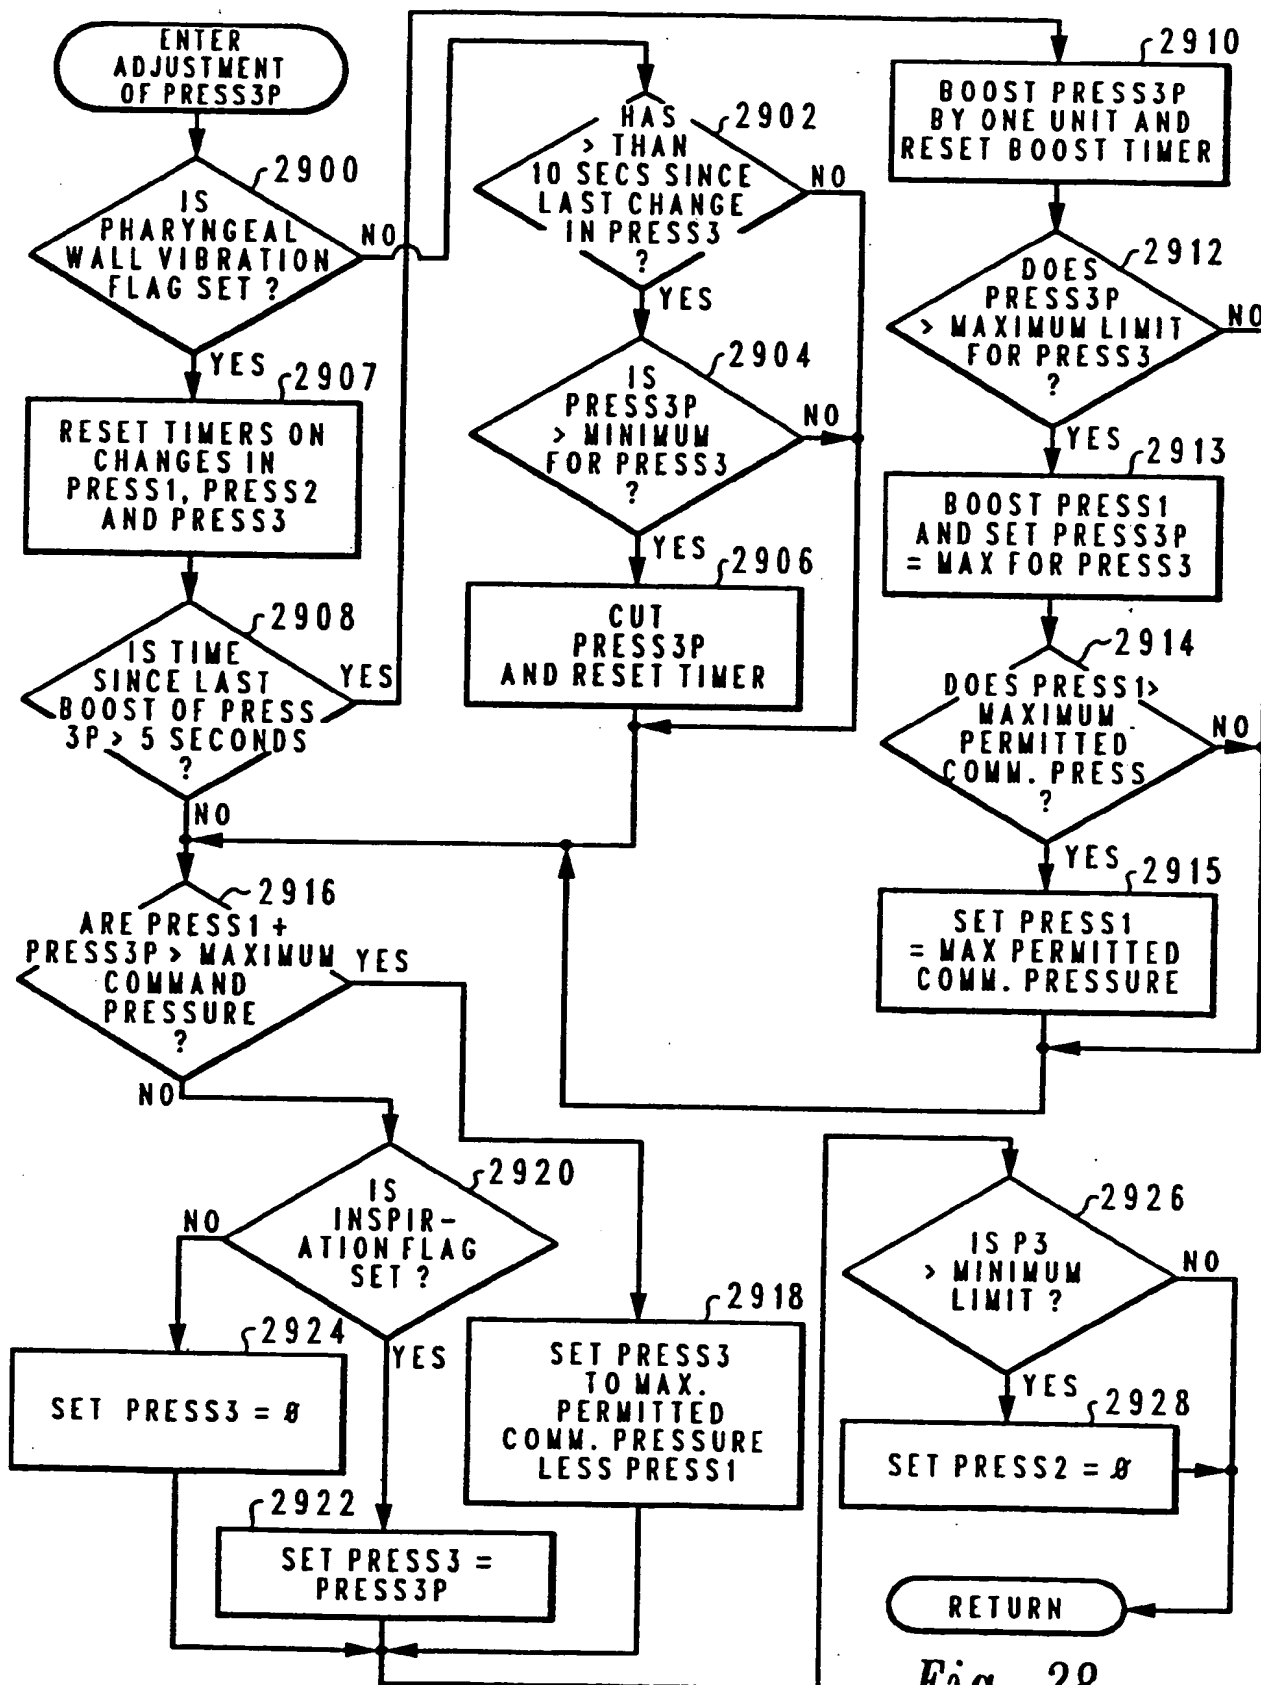 ENTER
ADJUSTMENT
OF PRESS3P
2900
IS
PHARYNGEAL
WALL VIBRATION
FLAG SET ?
NO
YES
2907
RESET TIMERS ON
CHANGES IN
PRESS1, PRESS2
AND PRESS3
2908
IS TIME
SINCE LAST
BOOST OF PRESS
3P > 5 SECONDS
?
YES
NO
2902
HAS
> THAN
10 SECS SINCE
LAST CHANGE
IN PRESS3
?
NO
YES
2904
IS
PRESS3P
> MINIMUM
FOR PRESS3
?
NO
YES
2906
CUT
PRESS3P
AND RESET TIMER
2910
BOOST PRESS3P
BY ONE UNIT AND
RESET BOOST TIMER
2912
DOES
PRESS3P
> MAXIMUM LIMIT
FOR PRESS3
?
NO
YES
2913
BOOST PRESS1
AND SET PRESS3P
= MAX FOR PRESS3
2914
DOES PRESS1>
MAXIMUM
PERMITTED
COMM. PRESS
?
NO
YES
2915
SET PRESS1
= MAX PERMITTED
COMM. PRESSURE
2916
ARE PRESS1 +
PRESS3P > MAXIMUM
COMMAND
PRESSURE
?
YES
NO
2920
IS
INSPIR-
ATION FLAG
SET ?
NO
YES
2924
SET PRESS3 = 0
2922
SET PRESS3 =
PRESS3P
2918
SET PRESS3
TO MAX.
PERMITTED
COMM. PRESSURE
LESS PRESS1
2926
IS P3
> MINIMUM
LIMIT ?
NO
YES
2928
SET PRESS2 = 0
RETURN
Fig. 28